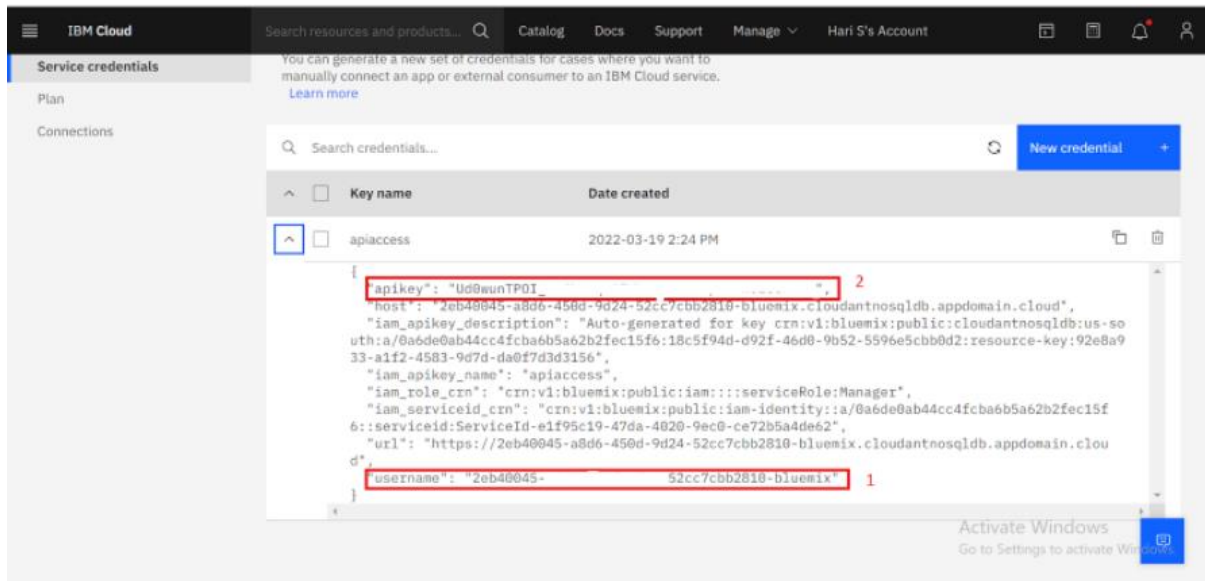 IBM Cloud
Search resources and products...
Catalog
Docs
Support
Manage
Hari S's Account
Service credentials
Plan
Connections
You can generate a new set of credentials for cases where you want to
manually connect an app or external consumer to an IBM Cloud service.
Learn more
Search credentials...
New credential +
Key name
Date created
apiaccess
2022-03-19 2:24 PM
{
"apikey": "Ud0wunTPOI_ ",
2
"host": "2eb40045-a8d6-450d-9d24-52cc7cbb2810-bluemix.cloudantnosqldb.appdomain.cloud",
"iam_apikey_description": "Auto-generated for key crn:v1:bluemix:public:cloudantnosqldb:us-so
uth:a/0a6de0ab44cc4fcba6b5a62b2fec15f6:18c5f94d-d92f-46d0-9b52-5596e5cbb0d2:resource-key:92e8a9
33-a1f2-4583-9d7d-da0f7d3d3156",
"iam_apikey_name": "apiaccess",
"iam_role_crn": "crn:v1:bluemix:public:iam::::serviceRole:Manager",
"iam_serviceid_crn": "crn:v1:bluemix:public:iam-identity::a/0a6de0ab44cc4fcba6b5a62b2fec15f
6::serviceid:ServiceId-e1f95c19-47da-4020-9ec0-ce72b5a4de62",
"url": "https://2eb40045-a8d6-450d-9d24-52cc7cbb2810-bluemix.cloudantnosqldb.appdomain.clou
d",
"username": "2eb40045- 52cc7cbb2810-bluemix"
1
}
Activate Windows
Go to Settings to activate Windows.